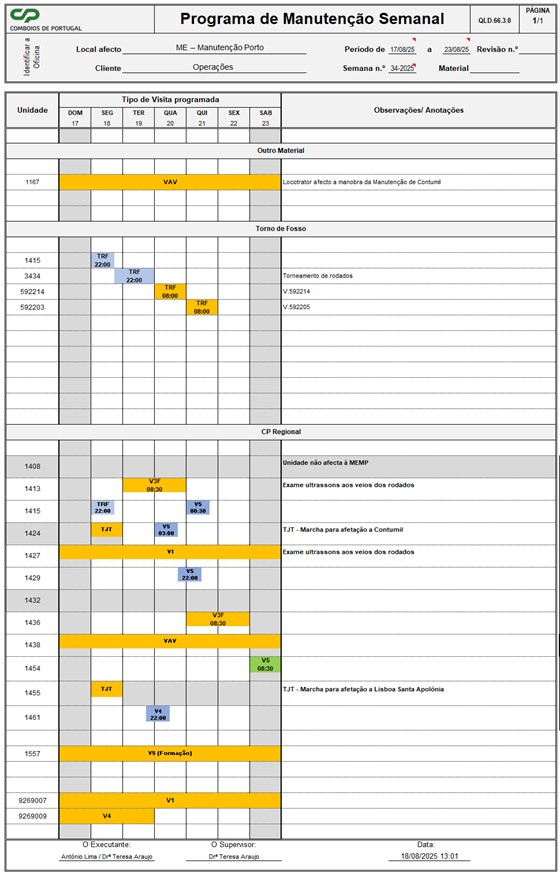 CP
COMBOIOS DE PORTUGAL
Programa de Manutenção Semanal
QLD.66.3.0
PÁGINA
1/1
Identificar a Oficina
Local afecto ME – Manutenção Porto
Período de 17/08/25 a 23/08/25 Revisão n.º
Cliente Operações
Semana n.º 34-2025 Material
Unidade
Tipo de Visita programada
Observações/ Anotações
DOM SEG TER QUA QUI SEX SAB
17 18 19 20 21 22 23
Outro Material
1167 VAV Locotrator afecto a manobra da Manutenção de Contumil
Torno de Fosso
1415 TRF 22:00
3434 TRF 22:00 Torneamento de rodados
592214 TRF 08:00 V.592214
592203 TRF 08:00 V.592205
CP Regional
1408 Unidade não afecta à MEMP
1413 V3F 08:30 Exame ultrassons aos veios dos rodados
1415 TRF 22:00 V5 00:30
1424 TJT V5 03:00 TJT - Marcha para afetação a Contumil
1427 V1 Exame ultrassons aos veios dos rodados
1429 V5 22:00
1432
1436 V3F 08:30
1438 VAV
1454 V5 08:30
1455 TJT TJT - Marcha para afetação a Lisboa Santa Apolónia
1461 V4 22:00
1557 V5 (Formação)
9269007 V1
9269009 V4
O Executante: O Supervisor: Data:
António Lima / Drª Teresa Araujo Drª Teresa Araujo 18/08/2025 13:01